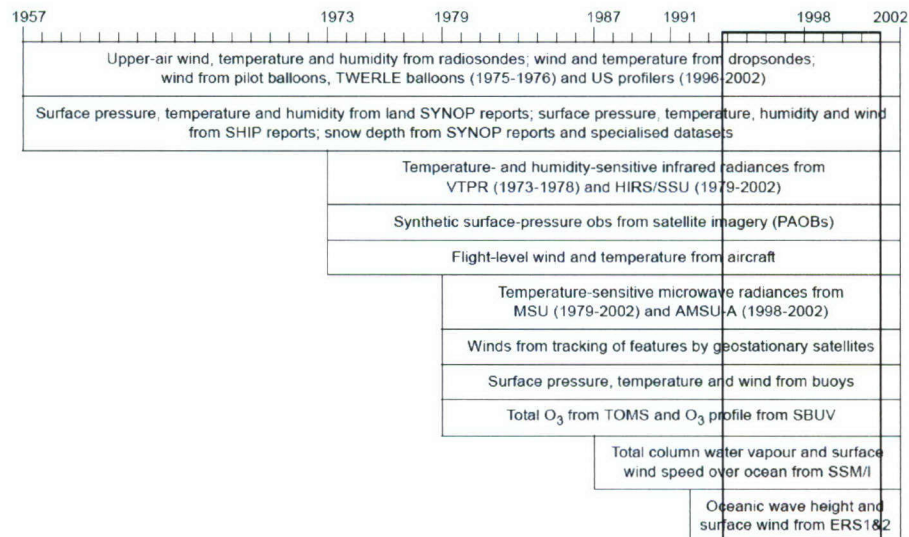 1957 1973 1979 1987 1991 1998 2002
Upper-air wind, temperature and humidity from radiosondes; wind and temperature from dropsondes;
wind from pilot balloons, TWERLE balloons (1975-1976) and US profilers (1996-2002)
Surface pressure, temperature and humidity from land SYNOP reports; surface pressure, temperature, humidity and wind
from SHIP reports; snow depth from SYNOP reports and specialised datasets
Temperature- and humidity-sensitive infrared radiances from
VTPR (1973-1978) and HIRS/SSU (1979-2002)
Synthetic surface-pressure obs from satellite imagery (PAOBs)
Flight-level wind and temperature from aircraft
Temperature-sensitive microwave radiances from
MSU (1979-2002) and AMSU-A (1998-2002)
Winds from tracking of features by geostationary satellites
Surface pressure, temperature and wind from buoys
Total O3 from TOMS and O3 profile from SBUV
Total column water vapour and surface
wind speed over ocean from SSM/I
Oceanic wave height and
surface wind from ERS1&2